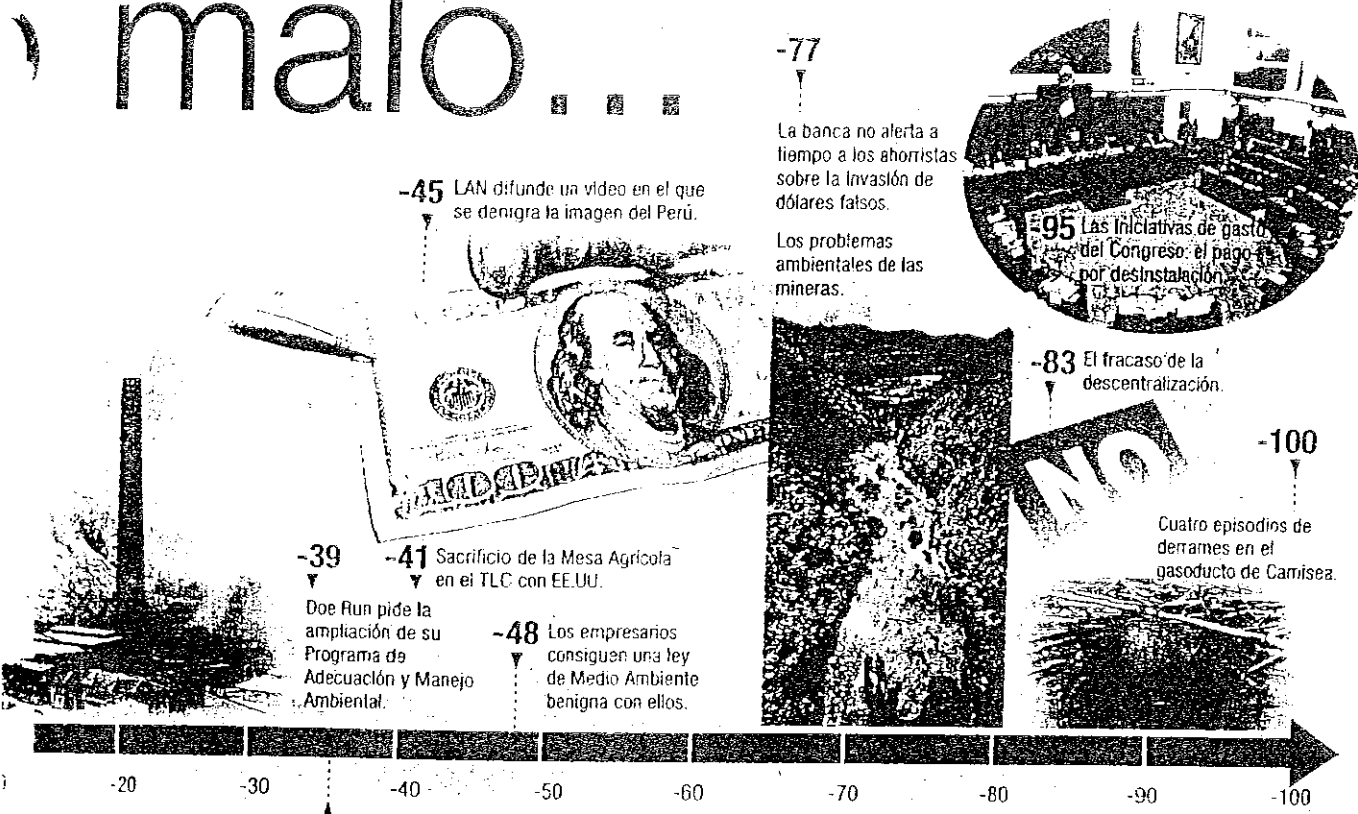 malo...
-77
La banca no alerta a
tiempo a los ahorristas
sobre la invasión de
dólares falsos.
Los problemas
ambientales de las
mineras.
-95 Las iniciativas de gasto
del Congreso: el pago
por desinstalación.
-45 LAN difunde un video en el que
se denigra la imagen del Perú.
-83 El fracaso de la
descentralización.
NO
-100
Cuatro episodios de
derrames en el
gasoducto de Camisea.
-39
Doe Run pide la
ampliación de su
Programa de
Adecuación y Manejo
Ambiental.
-41 Sacrificio de la Mesa Agrícola
en el TLC con EE.UU.
-48 Los empresarios
consiguen una ley
de Medio Ambiente
benigna con ellos.
-20 -30 -40 -50 -60 -70 -80 -90 -100